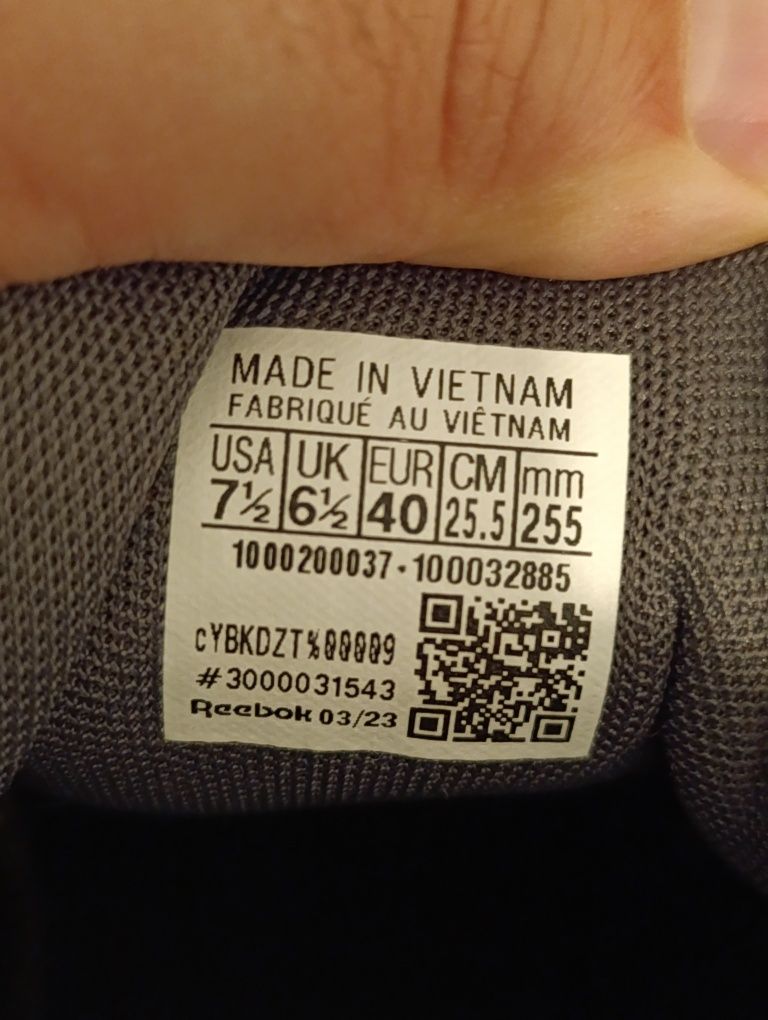 MADE IN VIETNAM
FABRIQUÉ AU VIÊTNAM
USA UK EUR CM mm
7½ 6½ 40 25.5 255
1000200037-100032885
cYBKDZT%00009
#3000031543
Reebok 03/23